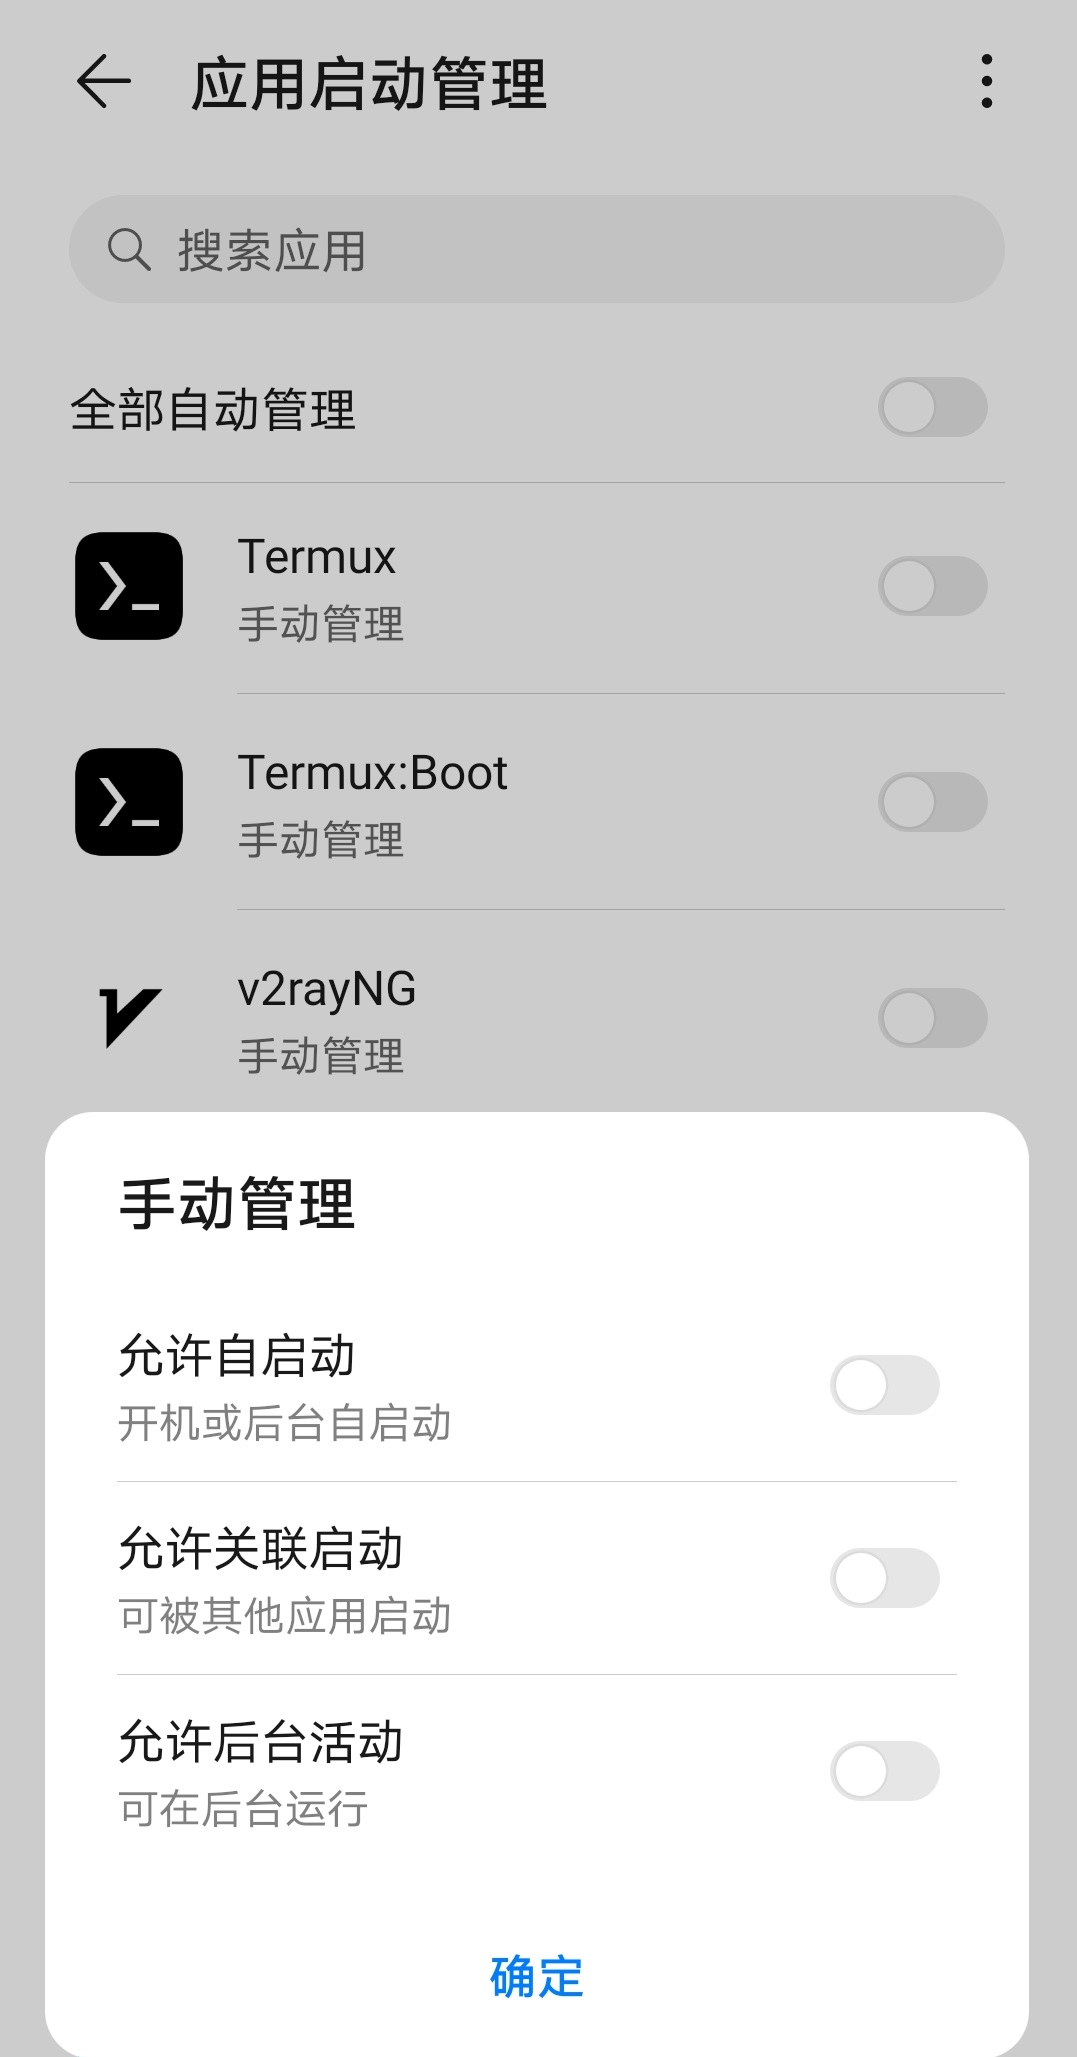 应用启动管理
搜索应用
全部自动管理
Termux
手动管理
Termux:Boot
手动管理
v2rayNG
手动管理
手动管理
允许自启动
开机或后台自启动
允许关联启动
可被其他应用启动
允许后台活动
可在后台运行
确定